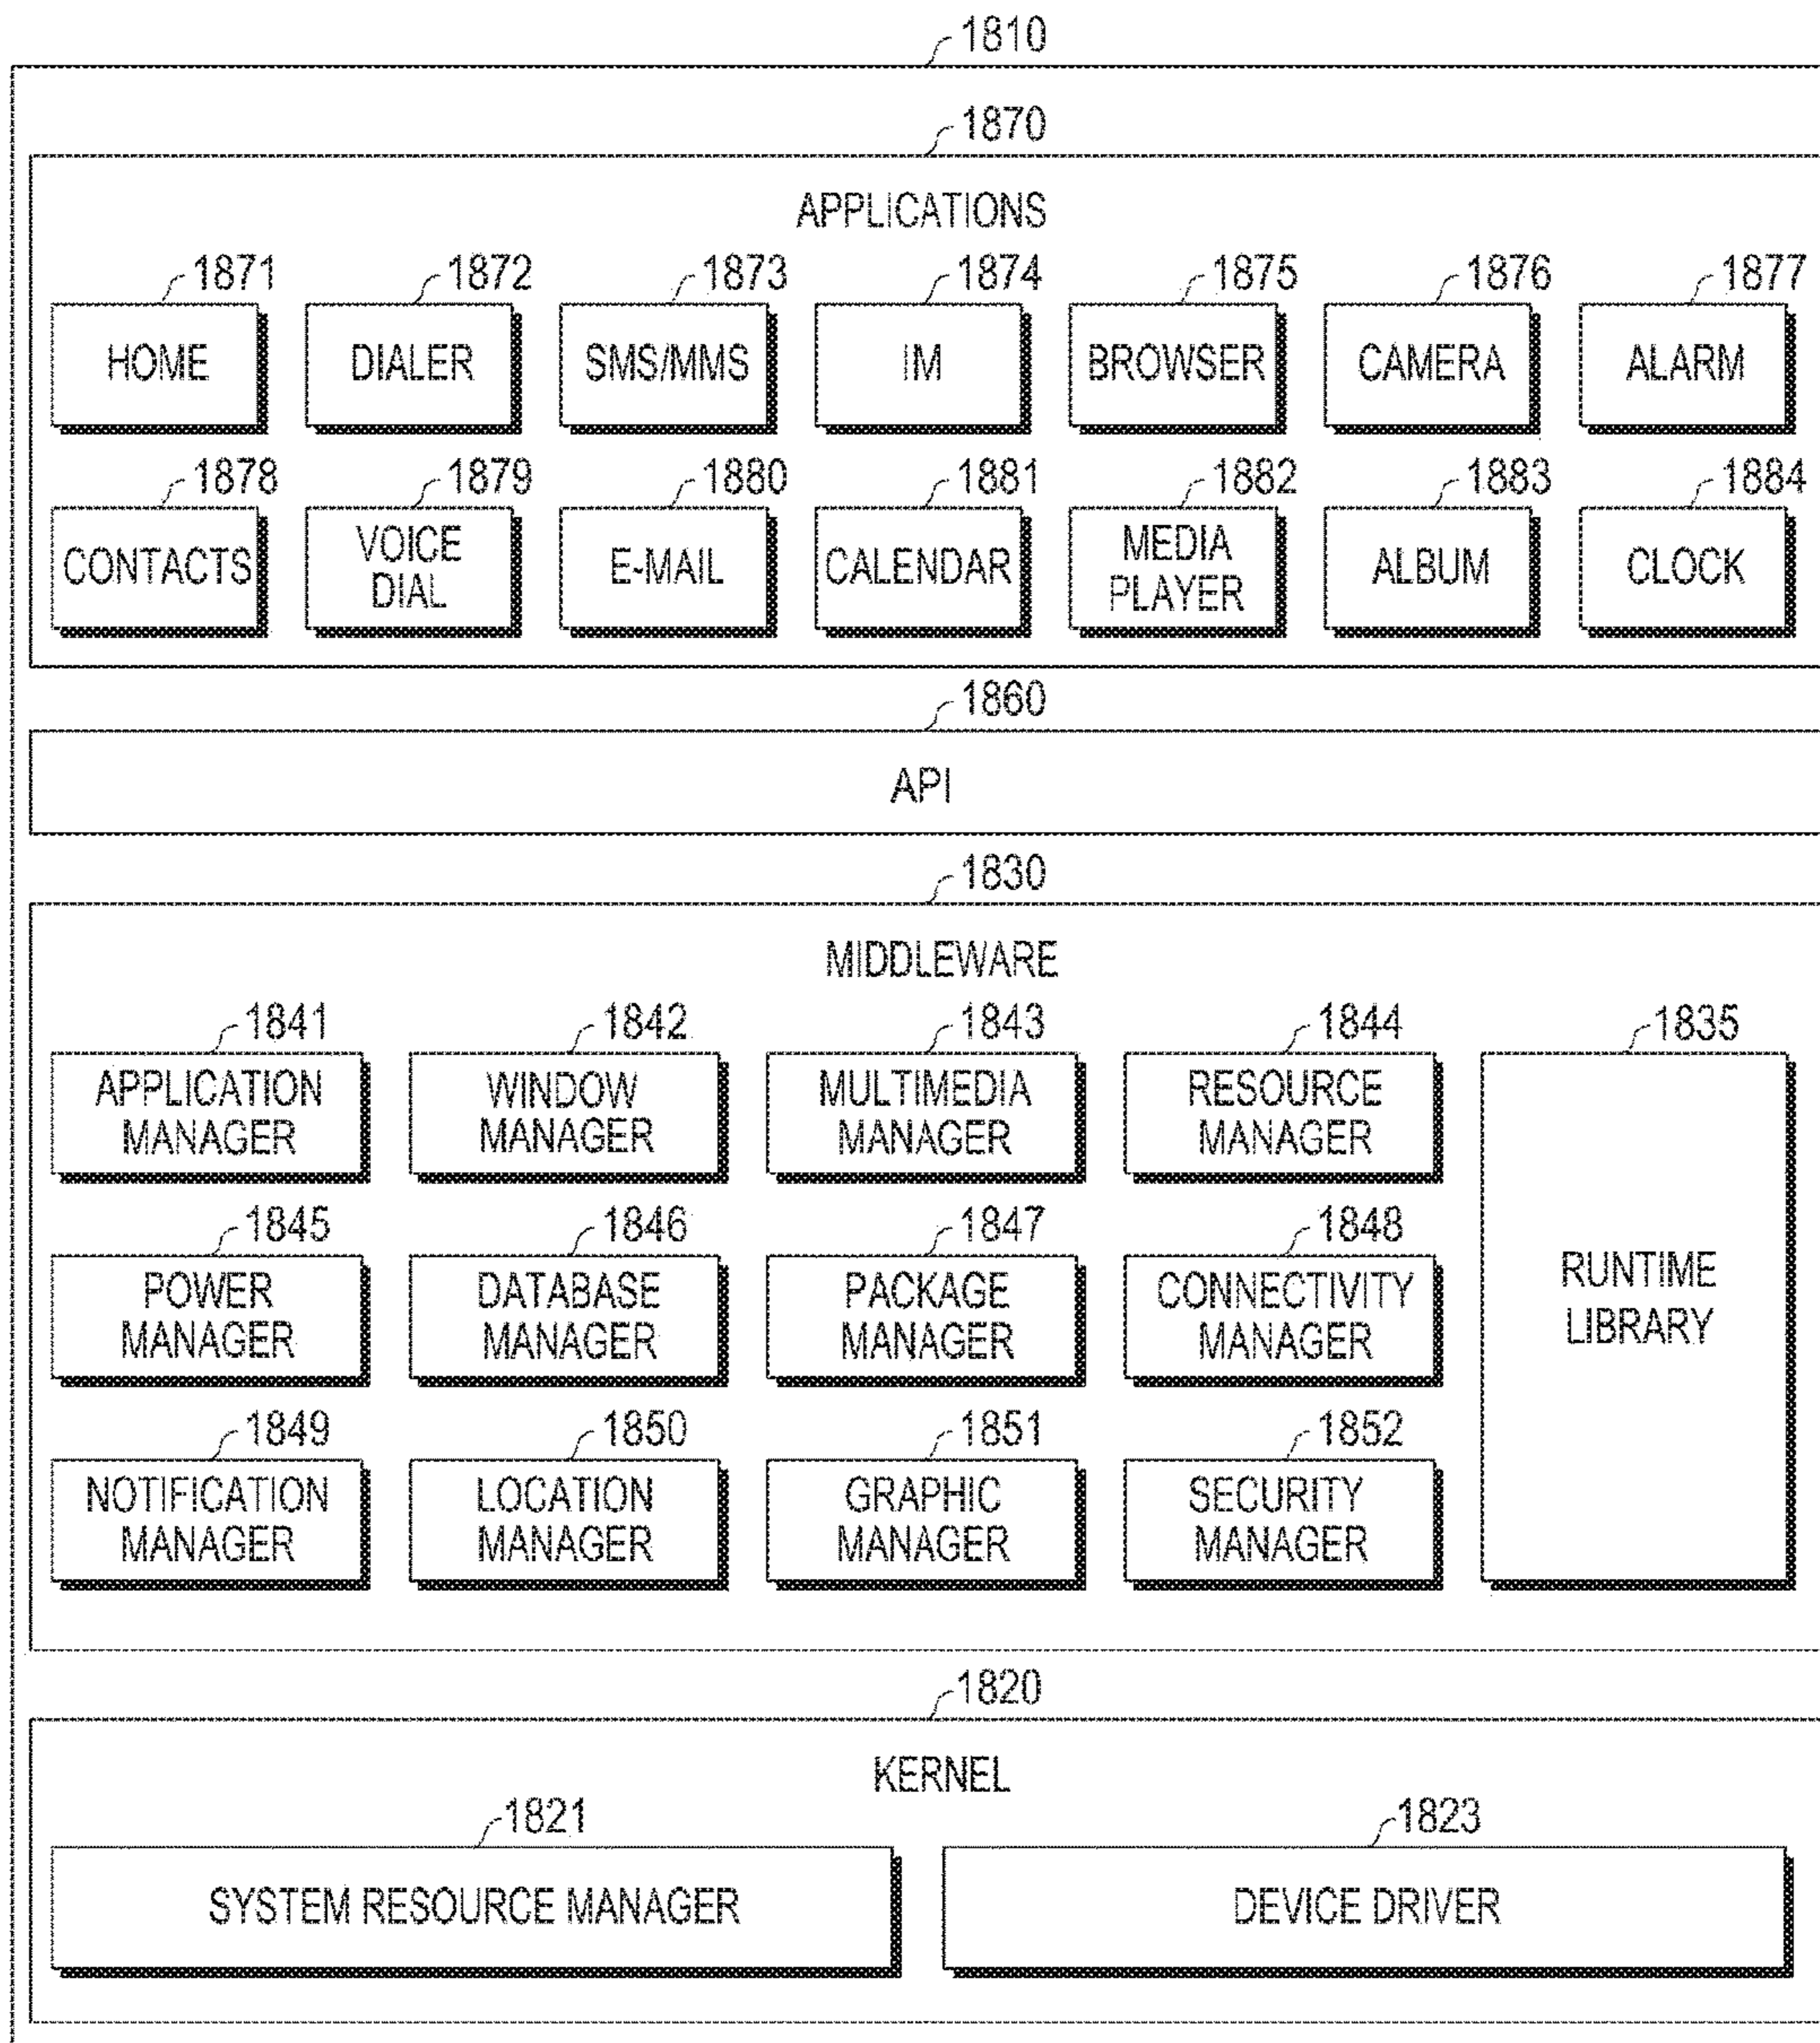 1810
1870
APPLICATIONS
1871 1872 1873 1874 1875 1876 1877
HOME DIALER SMS/MMS IM BROWSER CAMERA ALARM
1878 1879 1880 1881 1882 1883 1884
CONTACTS VOICE DIAL E-MAIL CALENDAR MEDIA PLAYER ALBUM CLOCK
1860
API
1830
MIDDLEWARE
1841 1842 1843 1844 1835
APPLICATION MANAGER WINDOW MANAGER MULTIMEDIA MANAGER RESOURCE MANAGER
1845 1846 1847 1848
POWER MANAGER DATABASE MANAGER PACKAGE MANAGER CONNECTIVITY MANAGER RUNTIME LIBRARY
1849 1850 1851 1852
NOTIFICATION MANAGER LOCATION MANAGER GRAPHIC MANAGER SECURITY MANAGER
1820
KERNEL
1821 1823
SYSTEM RESOURCE MANAGER DEVICE DRIVER